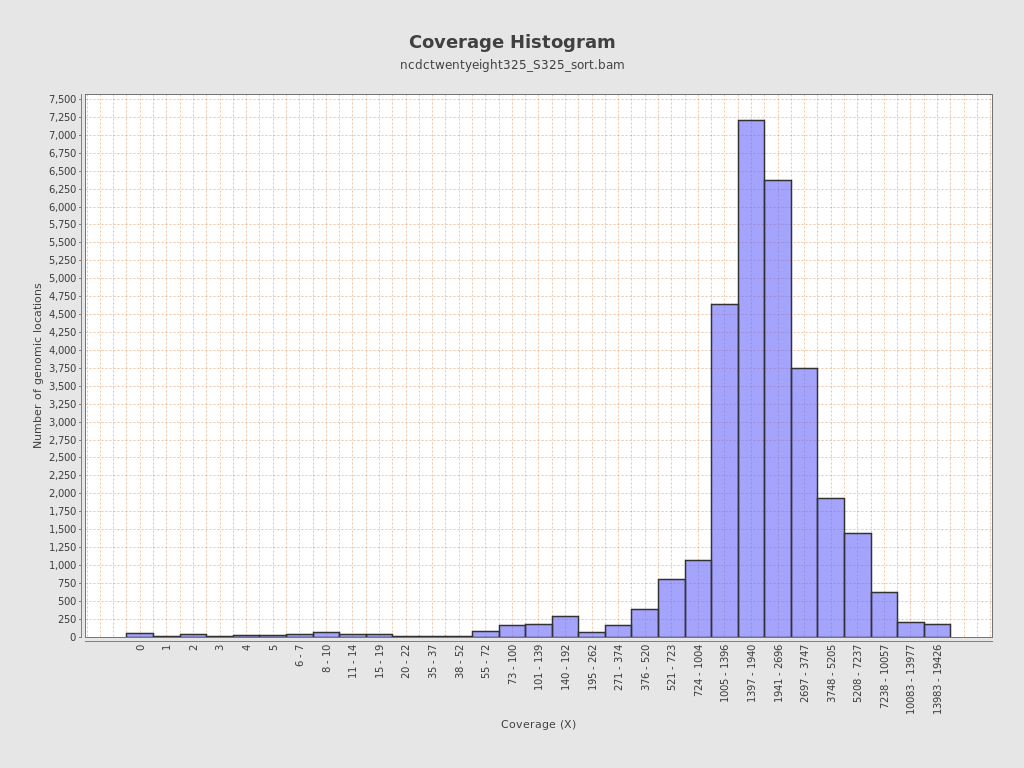 Coverage Histogram
ncdctwentyeight325_S325_sort.bam
Number of genomic locations
7,500
7,250
7,000
6,750
6,500
6,250
6,000
5,750
5,500
5,250
5,000
4,750
4,500
4,250
4,000
3,750
3,500
3,250
3,000
2,750
2,500
2,250
2,000
1,750
1,500
1,250
1,000
750
500
250
0
0
1
2
3
4
5
6 - 7
8 - 10
11 - 14
15 - 19
20 - 22
35 - 37
38 - 52
55 - 72
73 - 100
101 - 139
140 - 192
195 - 262
271 - 374
376 - 520
521 - 723
724 - 1004
1005 - 1396
1397 - 1940
1941 - 2696
2697 - 3747
3748 - 5205
5208 - 7237
7238 - 10057
10083 - 13977
13983 - 19426
Coverage (X)